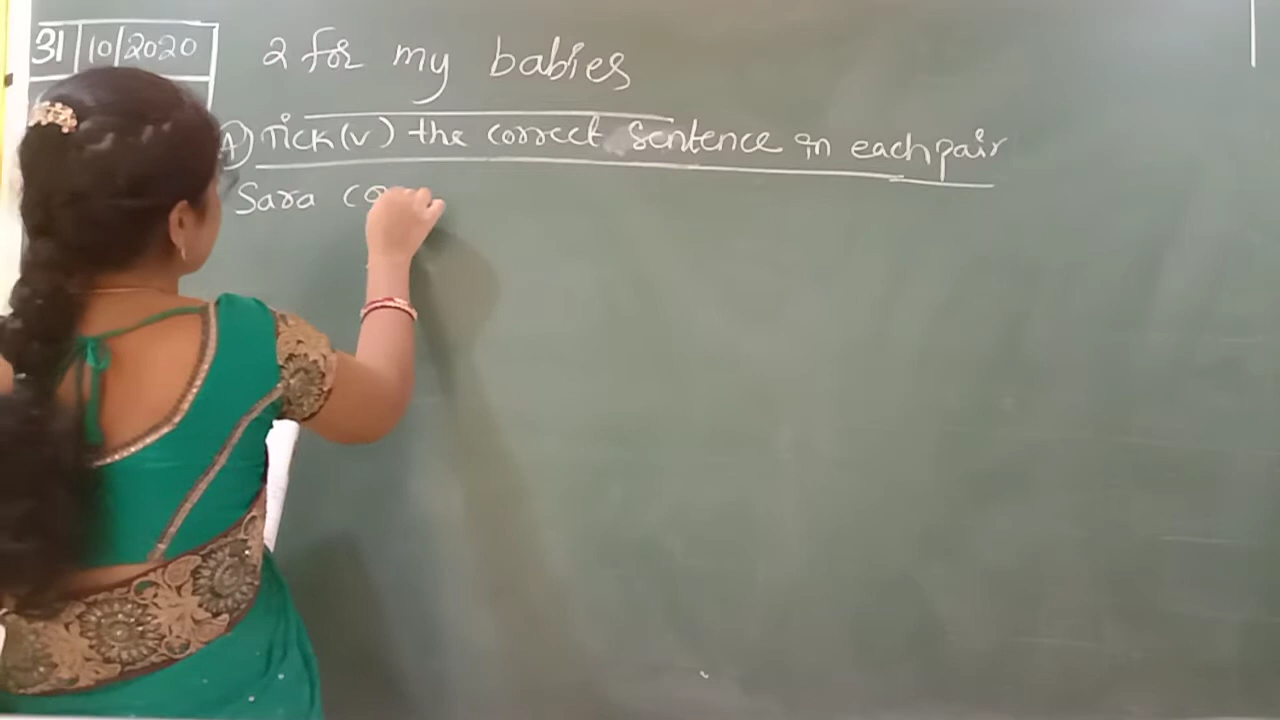 31/10/2020
2 for my babies
A) Tick (v) the correct sentence in each pair
Sara